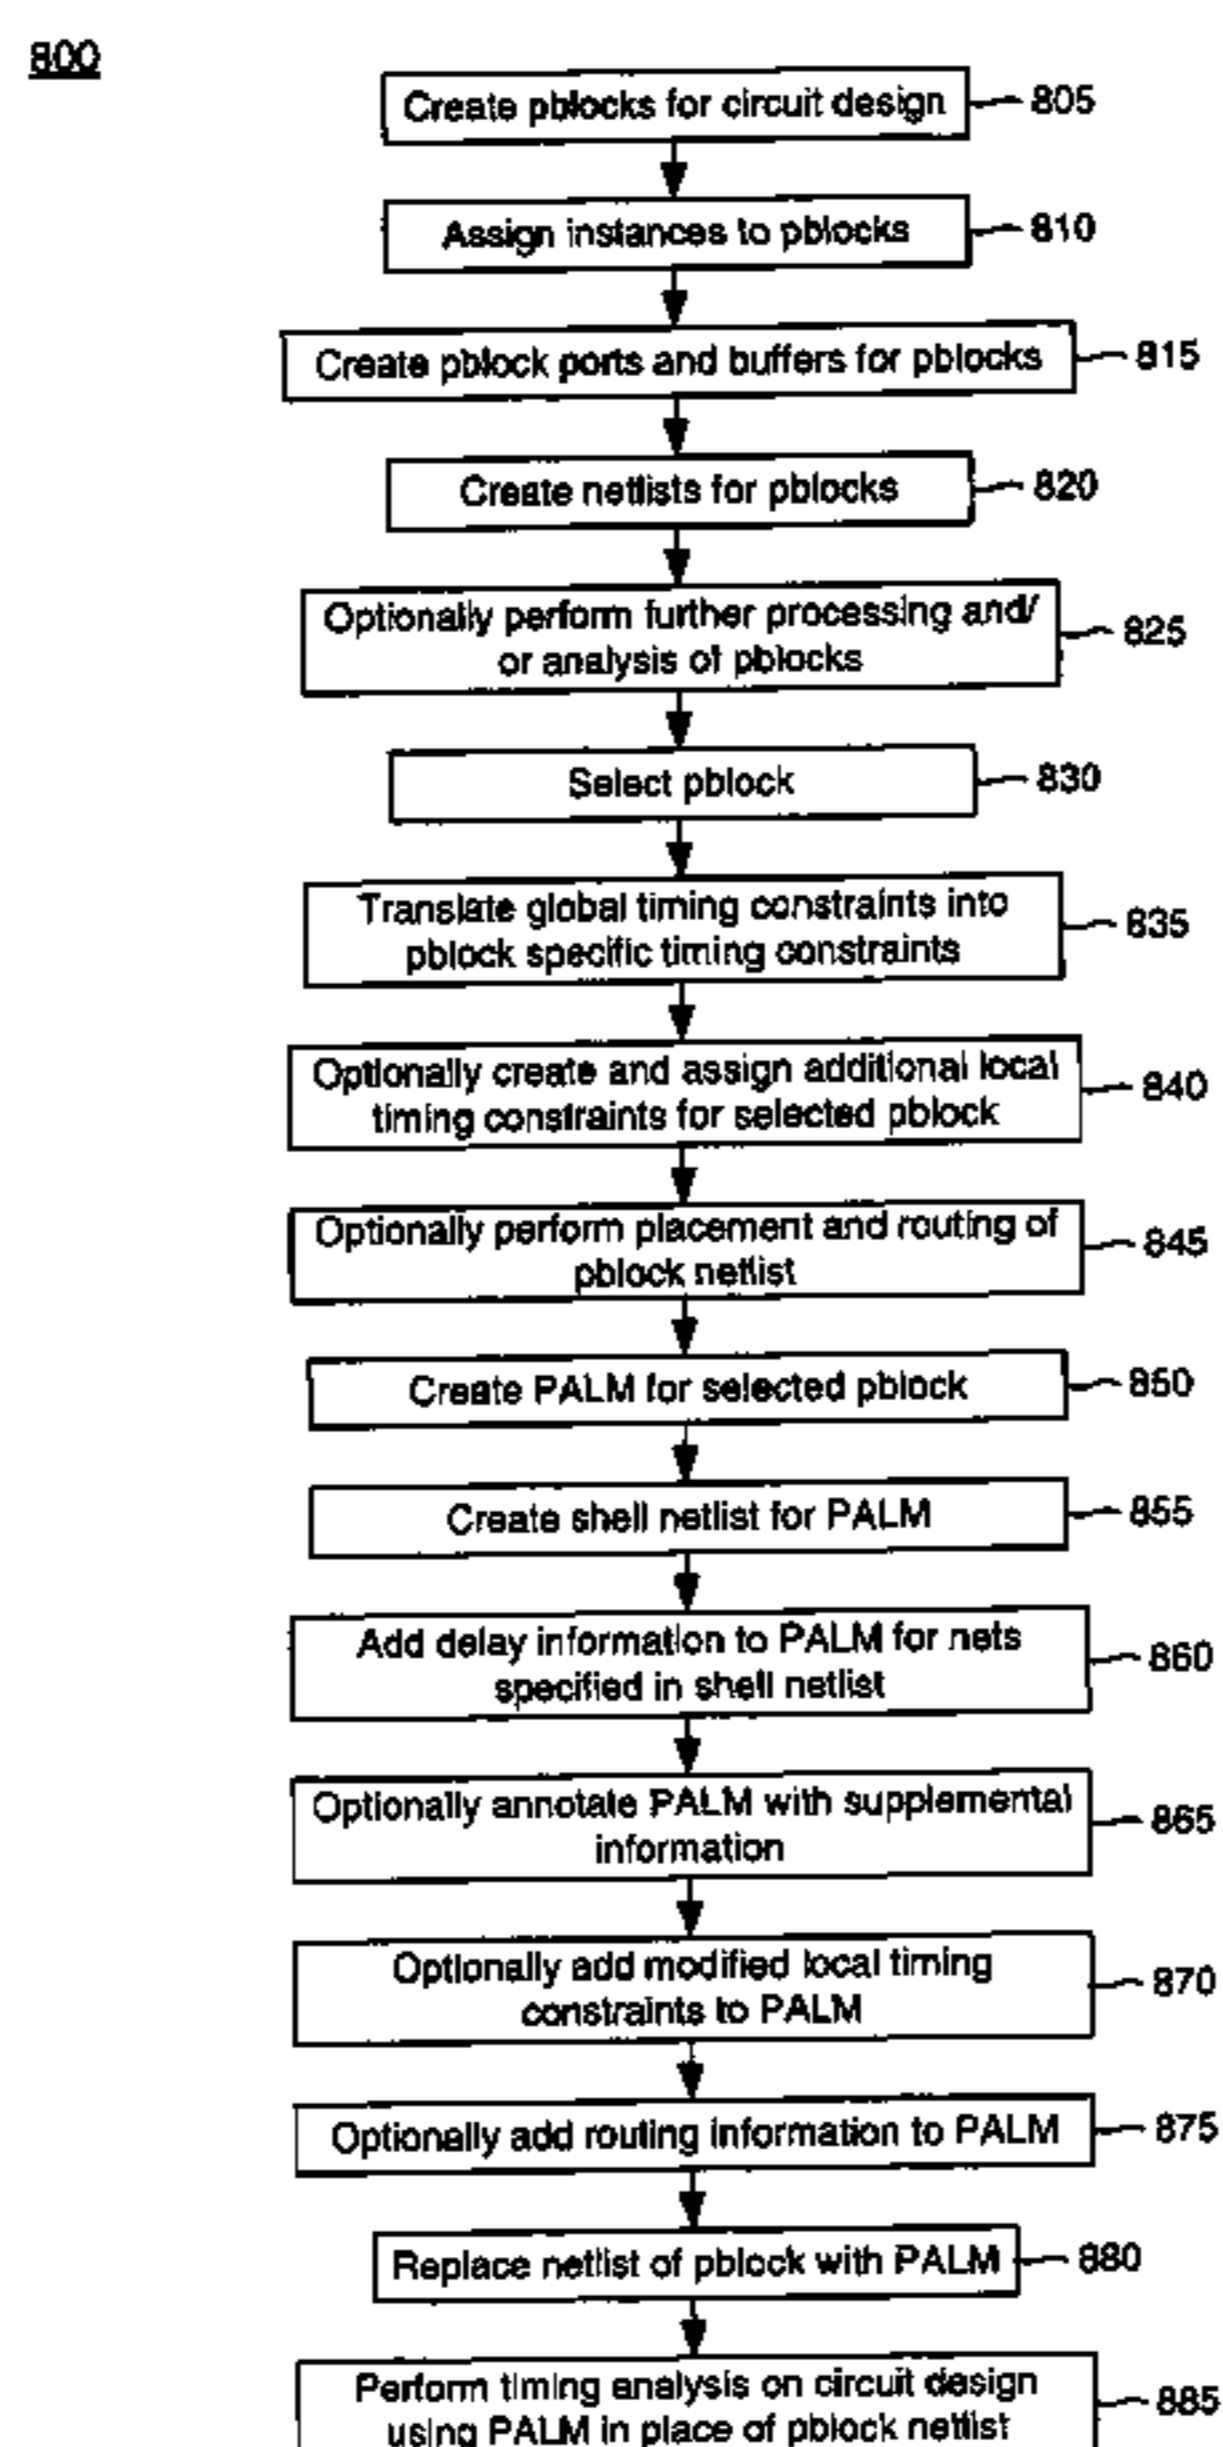 800
Create pblocks for circuit design
805
Assign instances to pblocks
810
Create pblock ports and buffers for pblocks
815
Create netlists for pblocks
820
Optionally perform further processing and/
or analysis of pblocks
825
Select pblock
830
Translate global timing constraints into
pblock specific timing constraints
835
Optionally create and assign additional local
timing constraints for selected pblock
840
Optionally perform placement and routing of
pblock netlist
845
Create PALM for selected pblock
850
Create shell netlist for PALM
855
Add delay information to PALM for nets
specified in shell netlist
860
Optionally annotate PALM with supplemental
information
865
Optionally add modified local timing
constraints to PALM
870
Optionally add routing information to PALM
875
Replace netlist of pblock with PALM
880
Perform timing analysis on circuit design
using PALM in place of pblock netlist
885